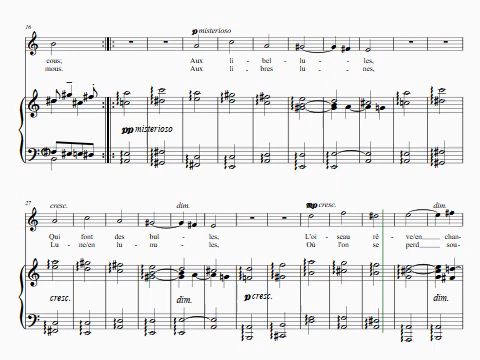 16
p misterioso
cous; Aux li - bel - lu - les,
mous. Aux li - bres lu - nes,
pp misterioso
27
cresc. dim. mp cresc. dim.
Qui font des bul - les, L'oi - seau rê - ve/en chan-
Lu - ne/en lu - nu - les, Où l'on se perd sou-
cresc. dim. p cresc. dim.